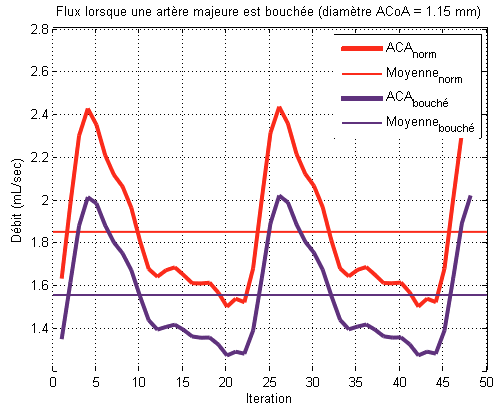 Flux lorsque une artère majeure est bouchée (diamètre ACoA = 1.15 mm)
2.8
2.6
2.4
2.2
2
1.8
1.6
1.4
Débit (mL/sec)
ACAnorm
Moyennenorm
ACAbouché
Moyennebouché
0 5 10 15 20 25 30 35 40 45 50
Iteration